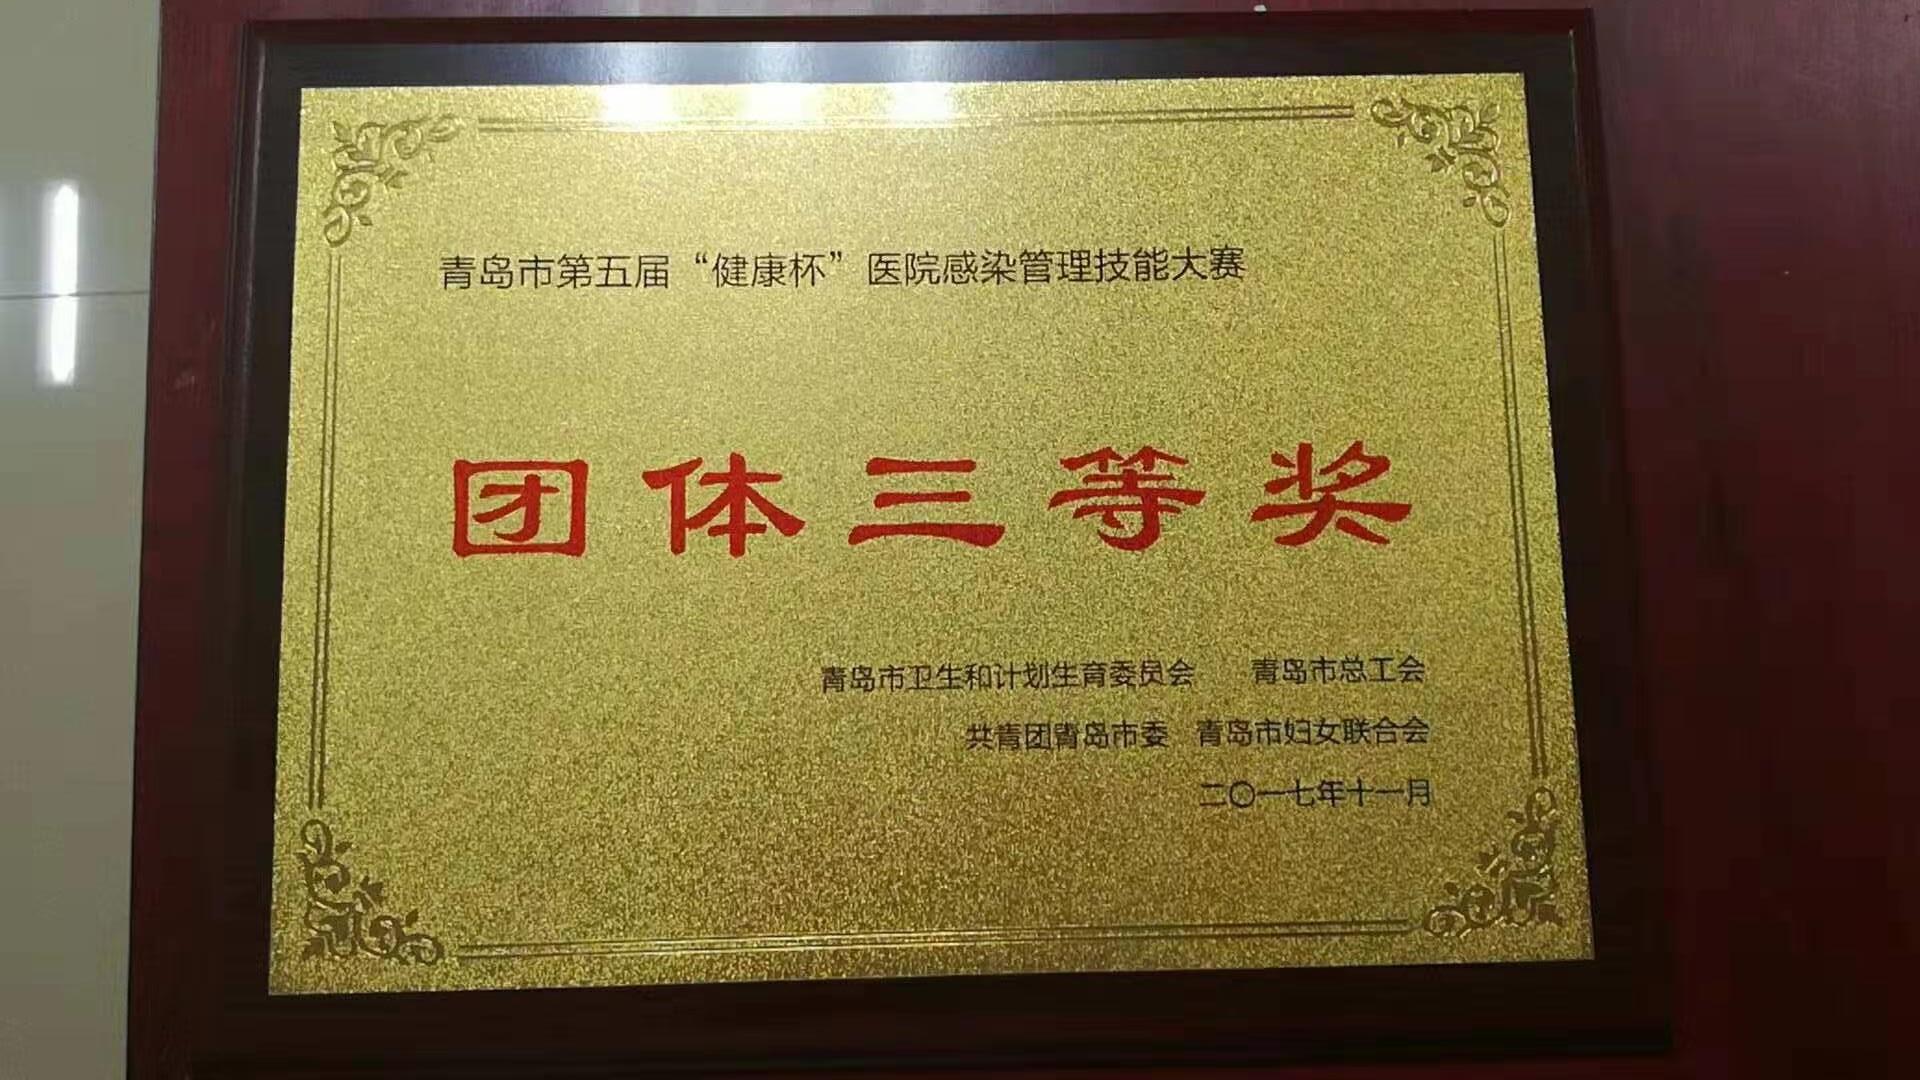 青岛市第五届“健康杯”医院感染管理技能大赛
团体三等奖
青岛市卫生和计划生育委员会 青岛市总工会
共青团青岛市委 青岛市妇女联合会
二〇一七年十一月